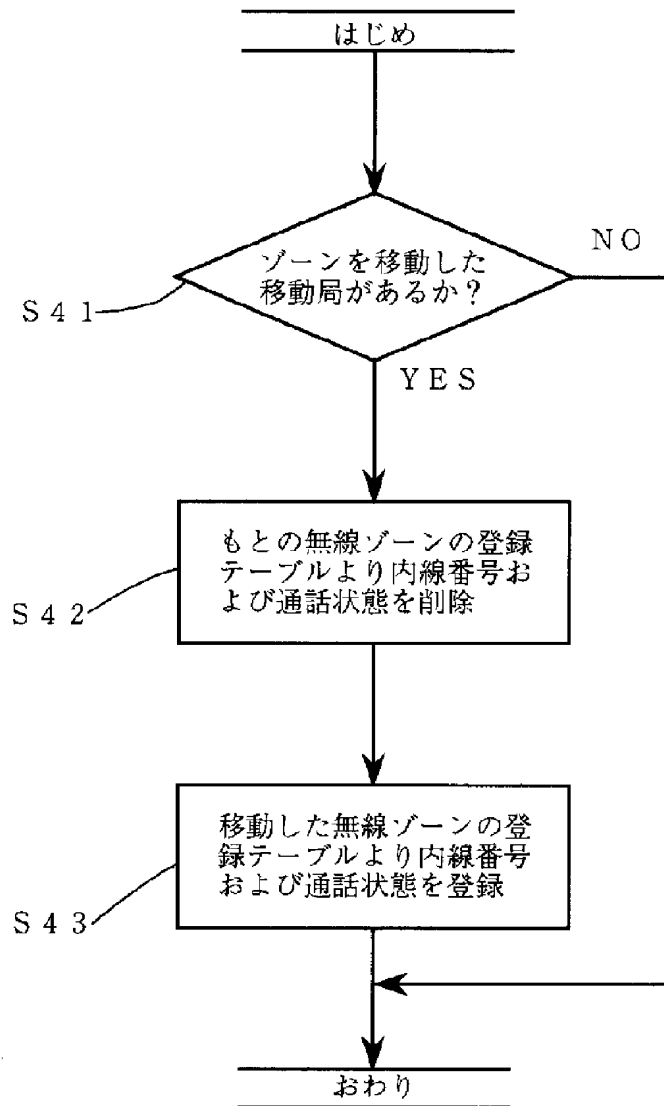 はじめ
ゾーンを移動した
移動局があるか？
NO
S41
YES
もとの無線ゾーンの登録
テーブルより内線番号お
よび通話状態を削除
S42
移動した無線ゾーンの登
録テーブルより内線番号
および通話状態を登録
S43
おわり